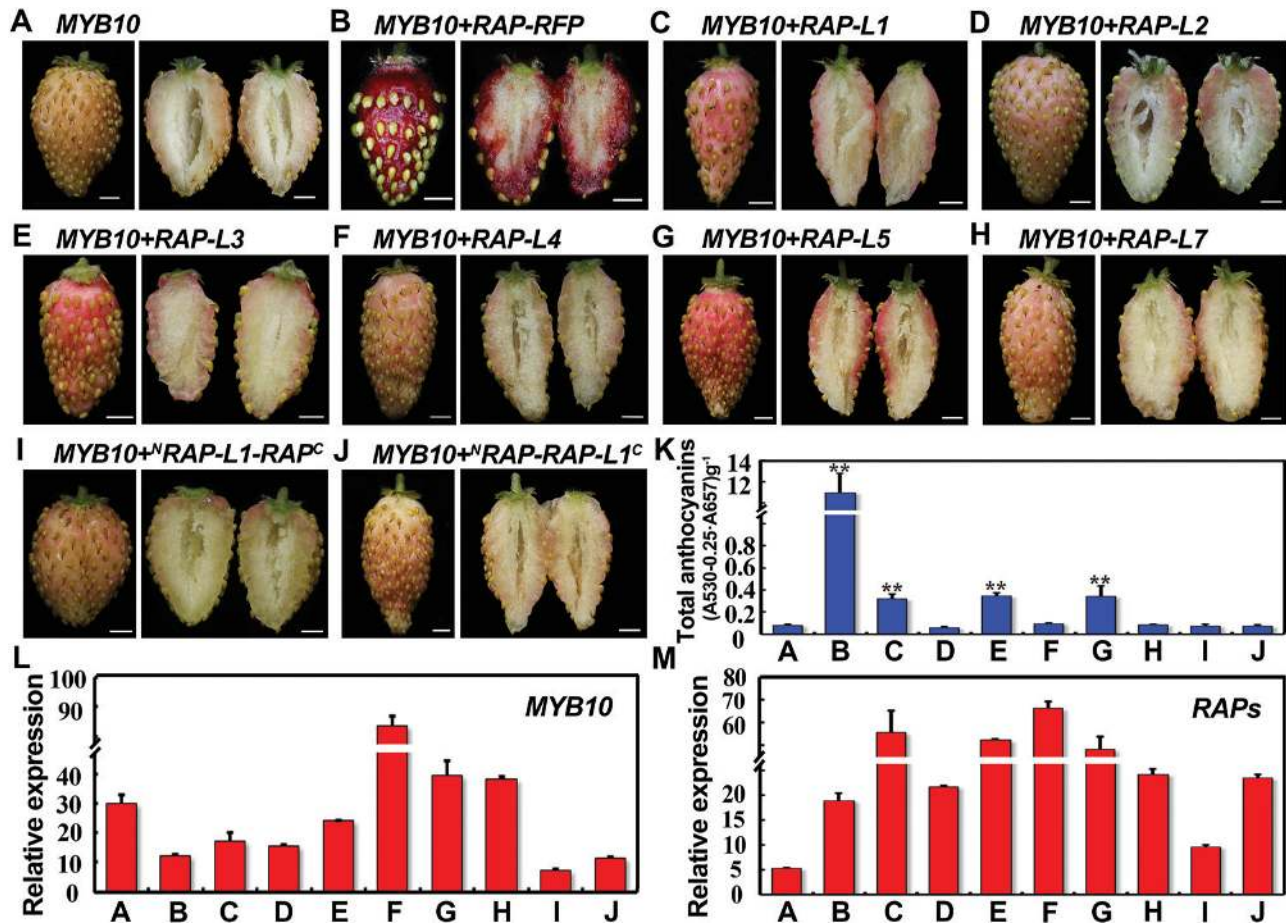 A MYB10
B MYB10+RAP-RFP
C MYB10+RAP-L1
D MYB10+RAP-L2
E MYB10+RAP-L3
F MYB10+RAP-L4
G MYB10+RAP-L5
H MYB10+RAP-L7
I MYB10+ᴺRAP-L1-RAPᶜ
J MYB10+ᴺRAP-RAP-L1ᶜ
K
Total anthocyanins
(A530-0.25·A657)g⁻¹
14
12
0.8
0.6
0.4
0.2
0
**
**
**
**
A B C D E F G H I J
L
Relative expression
MYB10
100
90
40
30
20
10
0
A B C D E F G H I J
M
Relative expression
RAPs
80
70
60
20
15
10
5
0
A B C D E F G H I J